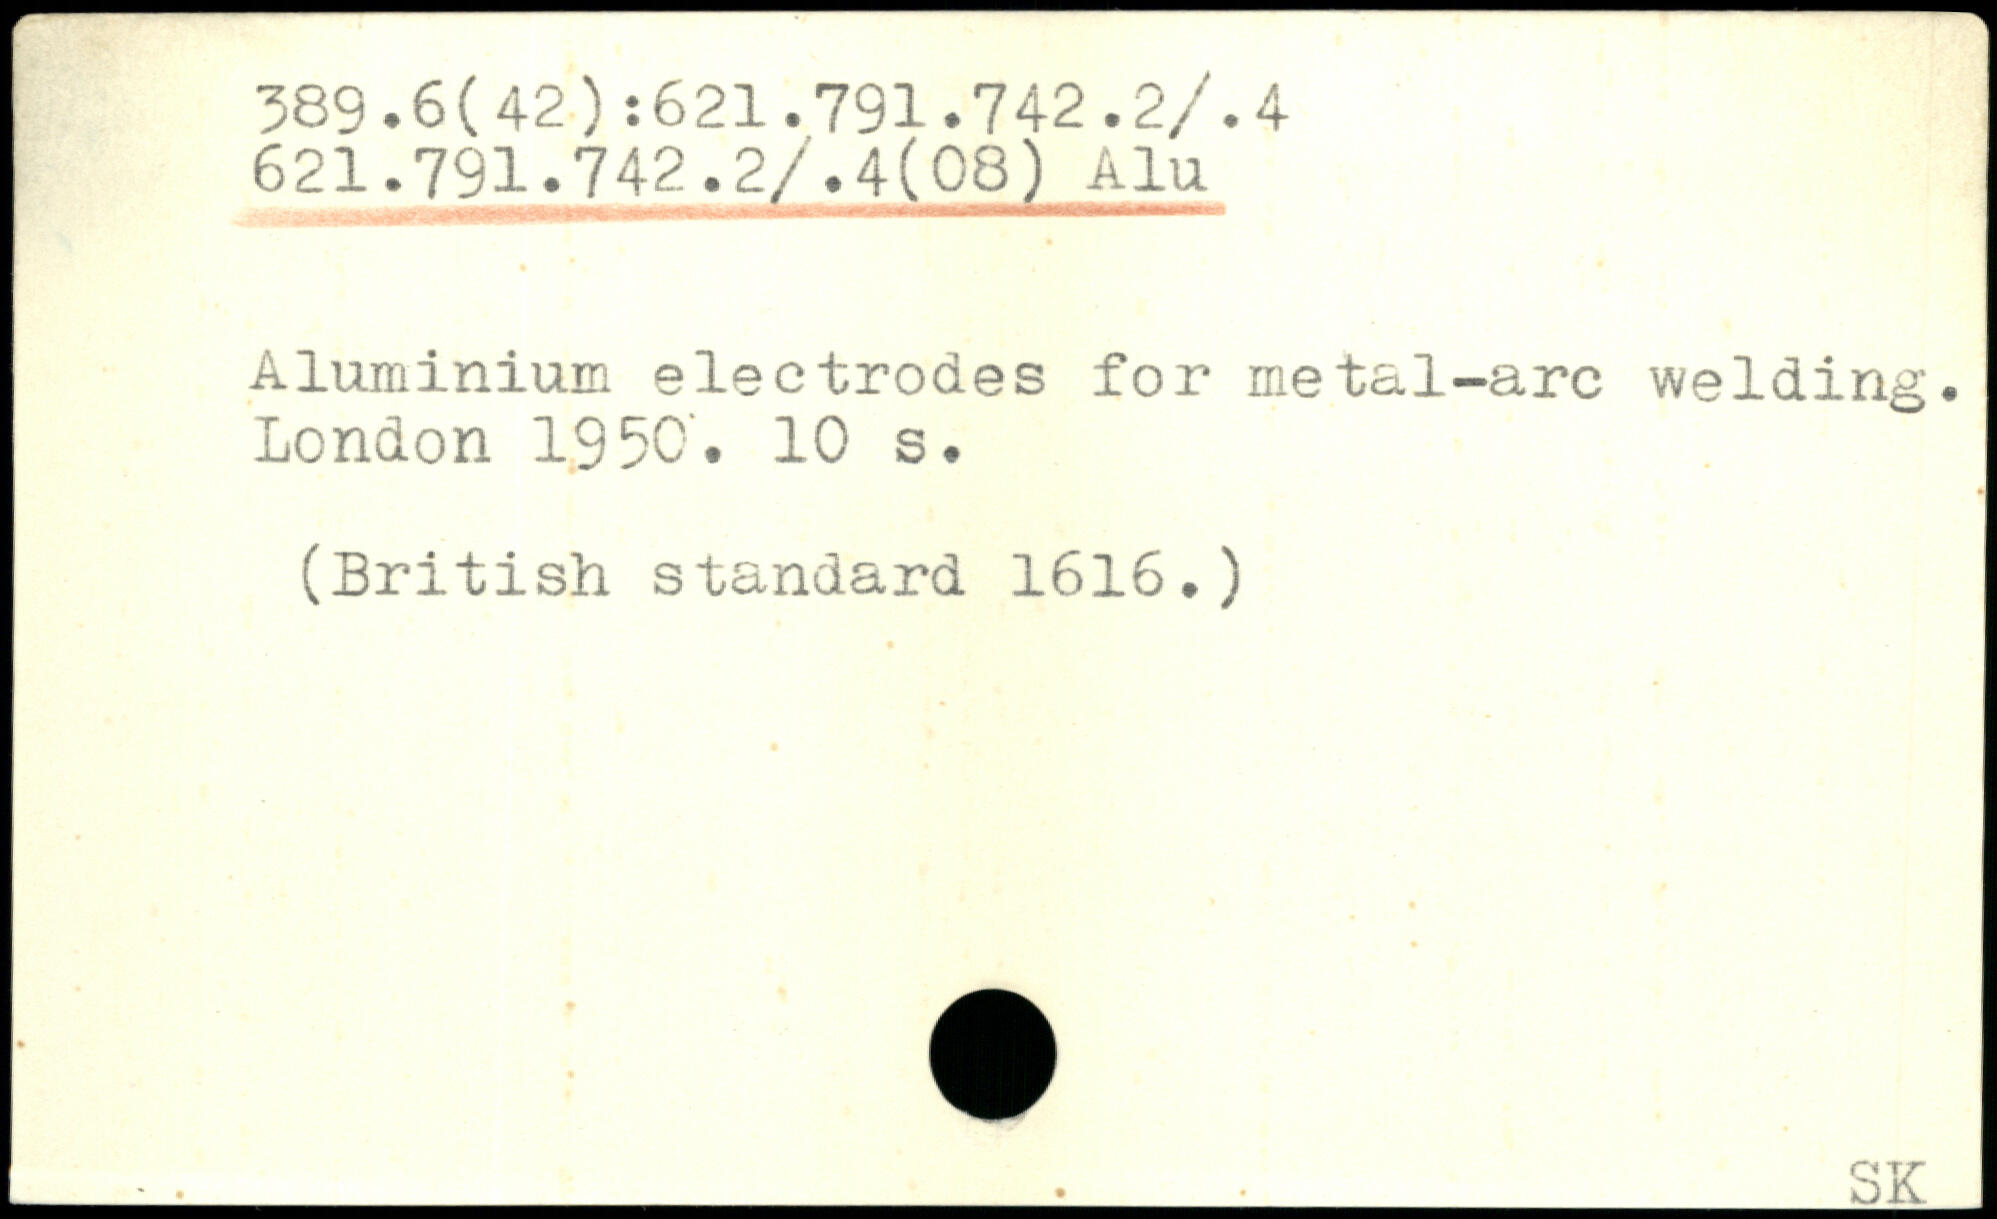 389.6(42):621.791.742.2/.4
621.791.742.2/.4(08) Alu
Aluminium electrodes for metal-arc welding.
London 1950. 10 s.
(British standard 1616.)
SK